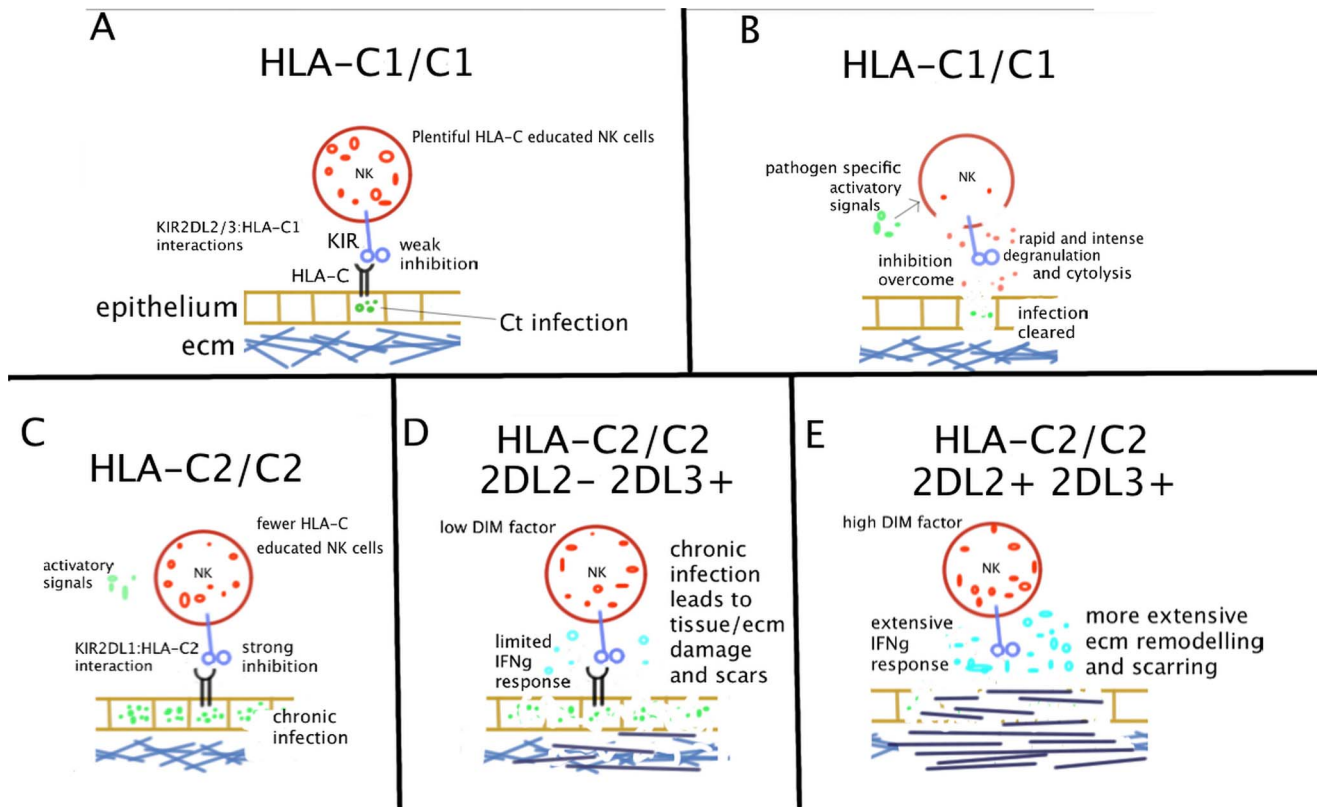 A
HLA-C1/C1
Plentiful HLA-C educated NK cells
NK
KIR2DL2/3:HLA-C1
interactions
KIR
weak
inhibition
HLA-C
epithelium
Ct infection
ecm
B
HLA-C1/C1
pathogen specific
activatory
signals
NK
rapid and intense
degranulation
and cytolysis
inhibition
overcome
infection
cleared
C
HLA-C2/C2
fewer HLA-C
educated NK cells
activatory
signals
NK
KIR2DL1:HLA-C2
interaction
strong
inhibition
chronic
infection
D
HLA-C2/C2
2DL2- 2DL3+
low DIM factor
NK
chronic
infection
leads to
tissue/ecm
damage
and scars
limited
IFNg
response
E
HLA-C2/C2
2DL2+ 2DL3+
high DIM factor
NK
extensive
IFNg
response
more extensive
ecm remodelling
and scarring